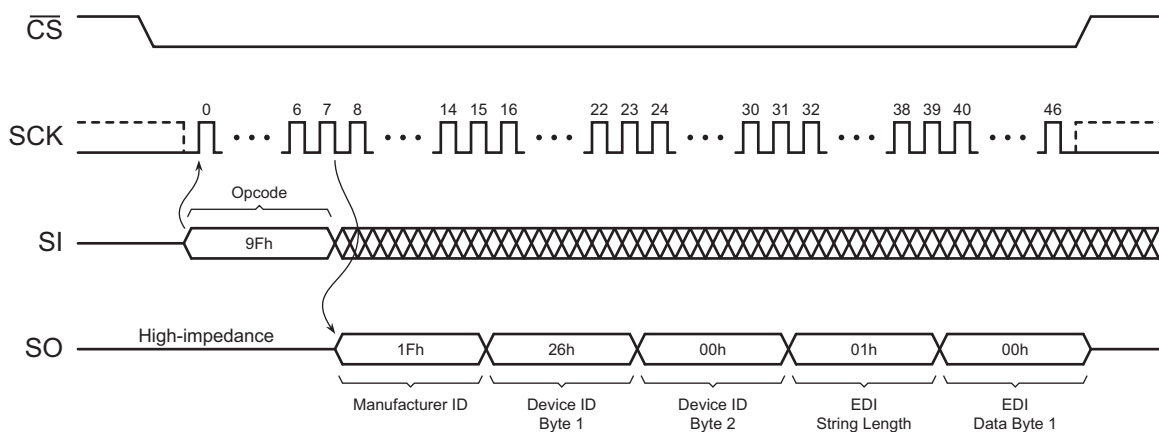 CS
SCK
0 6 7 8 14 15 16 22 23 24 30 31 32 38 39 40 46
Opcode
SI
9Fh
SO
High-impedance
1Fh 26h 00h 01h 00h
Manufacturer ID Device ID Device ID EDI EDI
Byte 1 Byte 2 String Length Data Byte 1